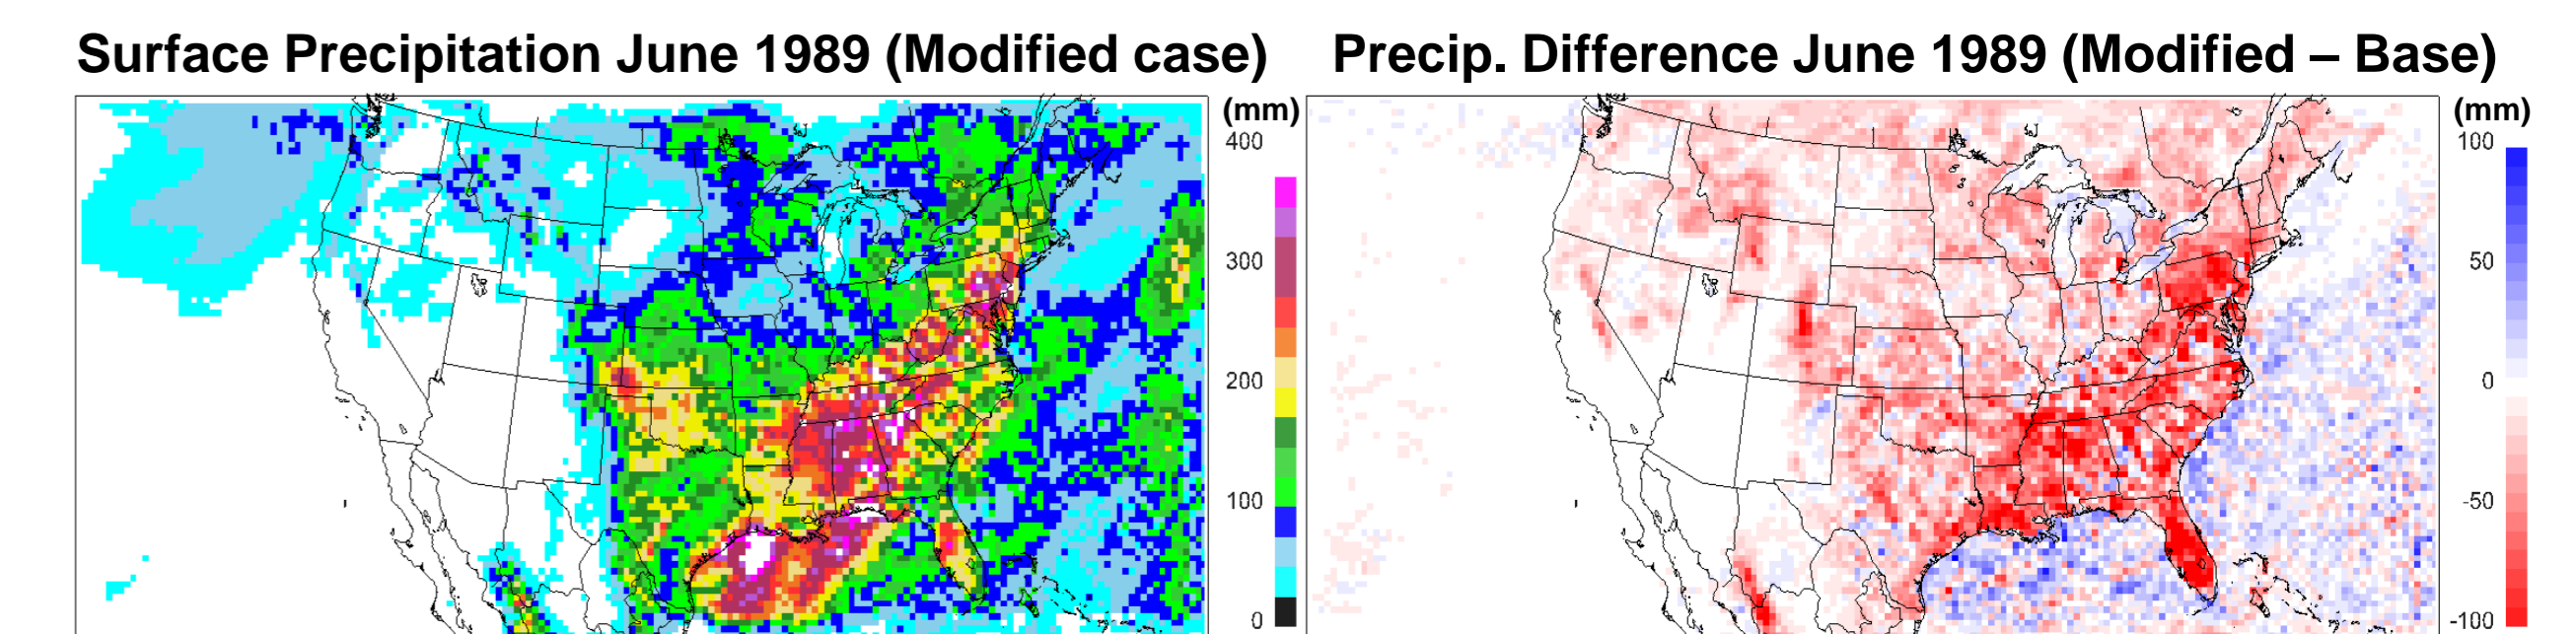 Surface Precipitation June 1989 (Modified case)
Precip. Difference June 1989 (Modified – Base)
(mm)
400
300
200
100
0
(mm)
100
50
0
-50
-100